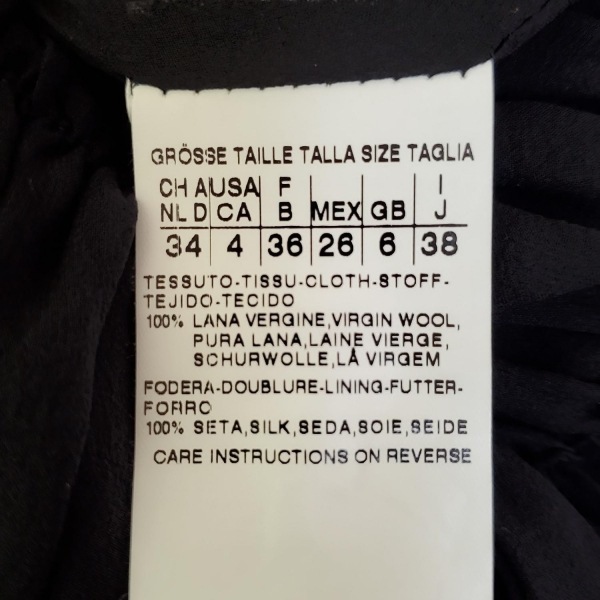 GRÖSSE TAILLE TALLA SIZE TAGLIA
CH A USA F I
NL D CA B MEX GB J
34 4 36 26 6 38
TESSUTO-TISSU-CLOTH-STOFF-
TEJIDO-TECIDO
100% LANA VERGINE,VIRGIN WOOL,
PURA LANA,LAINE VIERGE,
SCHURWOLLE,LÅ VIRGEM
FODERA-DOUBLURE-LINING-FUTTER-
FORRO
100% SETA,SILK,SEDA,SOIE,SEIDE
CARE INSTRUCTIONS ON REVERSE